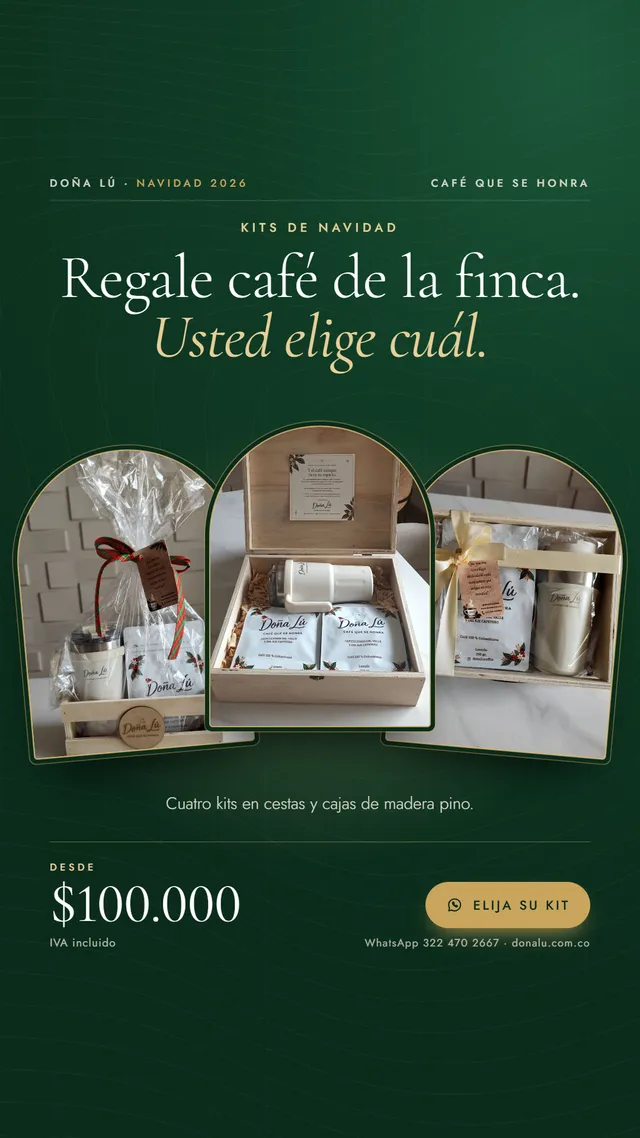 DOÑA LÚ · NAVIDAD 2026
CAFÉ QUE SE HONRA
KITS DE NAVIDAD
Regale café de la finca.
Usted elige cuál.
Doña Lú
Doña Lú
Doña Lú
Doña Lú
CAFÉ QUE SE HONRA
Doña Lú
CAFÉ QUE SE HONRA
Cuatro kits en cestas y cajas de madera pino.
DESDE
$100.000
IVA incluido
ELIJA SU KIT
WhatsApp 322 470 2667 · donalu.com.co